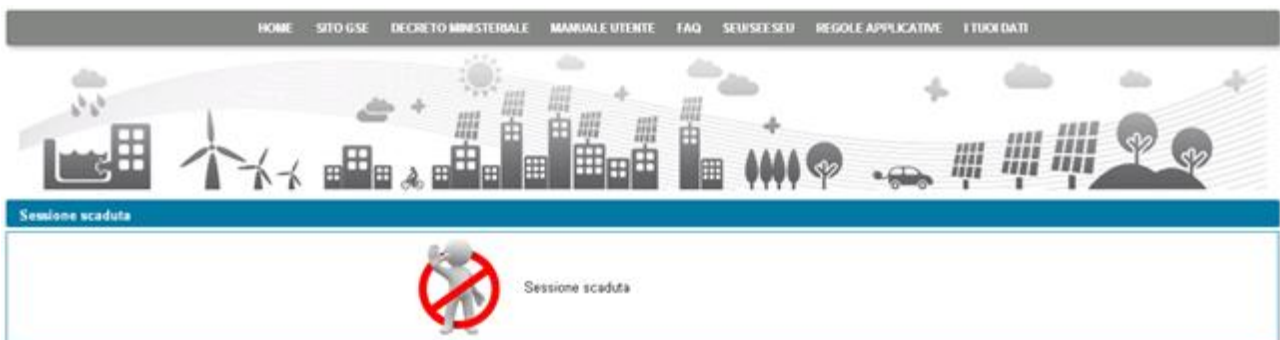 HOME SITO GSE DECRETO MINISTERIALE MANUALE UTENTE FAQ SEU/SEESEU REGOLE APPLICATIVE I TUOI DATI
Sessione scaduta
Sessione scaduta